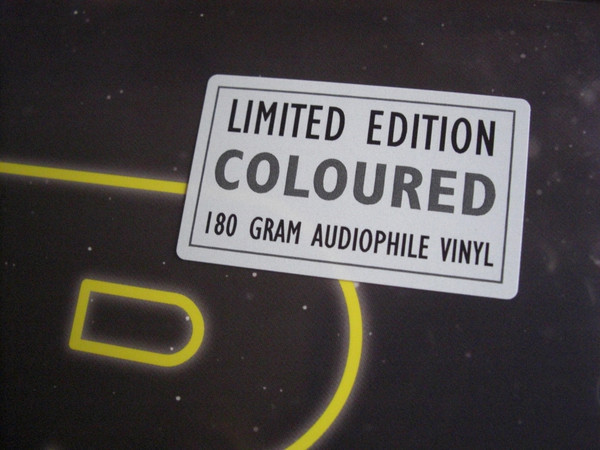 LIMITED EDITION
COLOURED
180 GRAM AUDIOPHILE VINYL